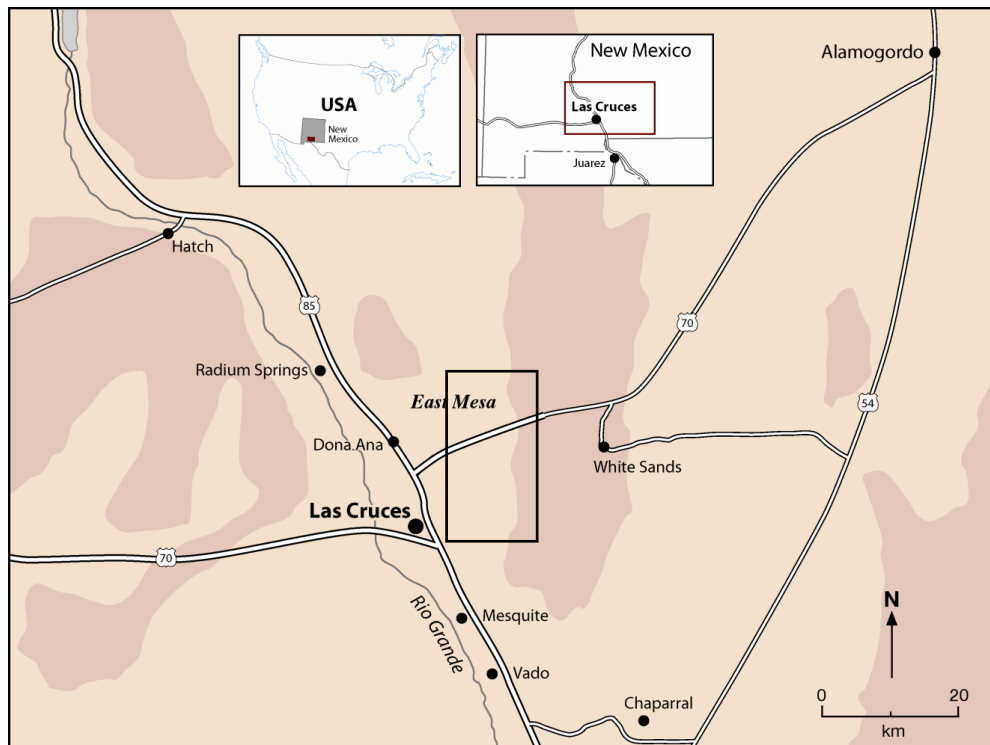 Alamogordo
USA
New
Mexico
New Mexico
Las Cruces
Juarez
Hatch
85
70
Radium Springs
East Mesa
54
Dona Ana
White Sands
Las Cruces
70
Rio Grande
Mesquite
Vado
N
Chaparral
0
20
km